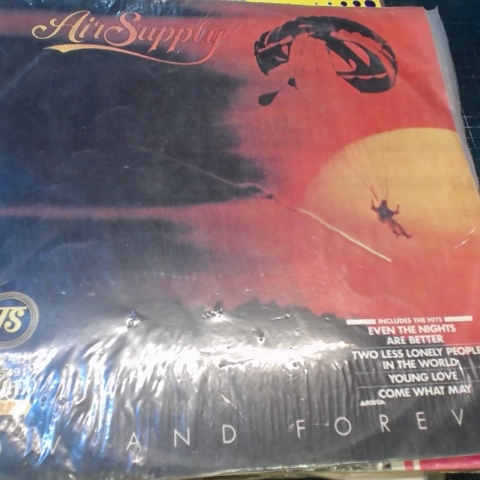 Air Supply
INCLUDES THE HITS
EVEN THE NIGHTS
ARE BETTER
TWO LESS LONELY PEOPLE
IN THE WORLD
YOUNG LOVE
COME WHAT MAY
ARISTA
TS
AND FOREV